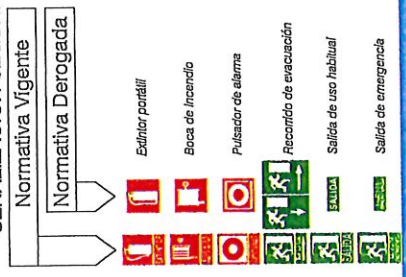 Normativa Vigente
Normativa Derogada
Extintor portátil
Boca de Incendio
Pulsador de alarma
Recorrido de evacuación
Salida de uso habitual
SALIDA
Salida de emergencia